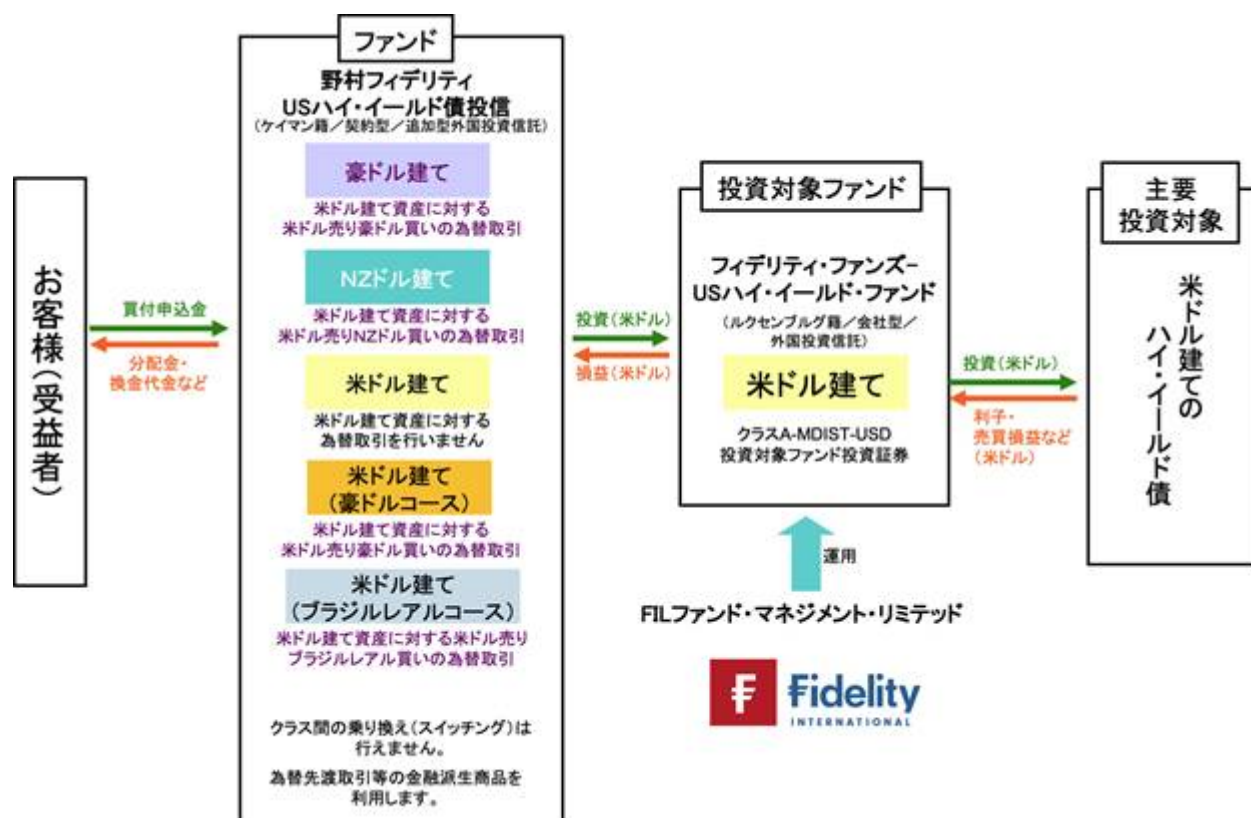 お客様(受益者)
買付申込金
分配金・
換金代金など
ファンド
野村フィデリティ
USハイ・イールド債投信
(ケイマン籍／契約型／追加型外国投資信託)
豪ドル建て
米ドル建て資産に対する
米ドル売り豪ドル買いの為替取引
NZドル建て
米ドル建て資産に対する
米ドル売りNZドル買いの為替取引
米ドル建て
米ドル建て資産に対する
為替取引を行いません
米ドル建て
(豪ドルコース)
米ドル建て資産に対する
米ドル売り豪ドル買いの為替取引
米ドル建て
(ブラジルレアルコース)
米ドル建て資産に対する米ドル売り
ブラジルレアル買いの為替取引
クラス間の乗り換え(スイッチング)は
行えません。
為替先渡取引等の金融派生商品を
利用します。
投資(米ドル)
損益(米ドル)
投資対象ファンド
フィデリティ・ファンズ－
USハイ・イールド・ファンド
(ルクセンブルグ籍／会社型／
外国投資信託)
米ドル建て
クラスA-MDIST-USD
投資対象ファンド投資証券
運用
FILファンド・マネジメント・リミテッド
Fidelity
INTERNATIONAL
投資(米ドル)
利子・
売買損益など
(米ドル)
主要
投資対象
米ドル建ての
ハイ・イールド債